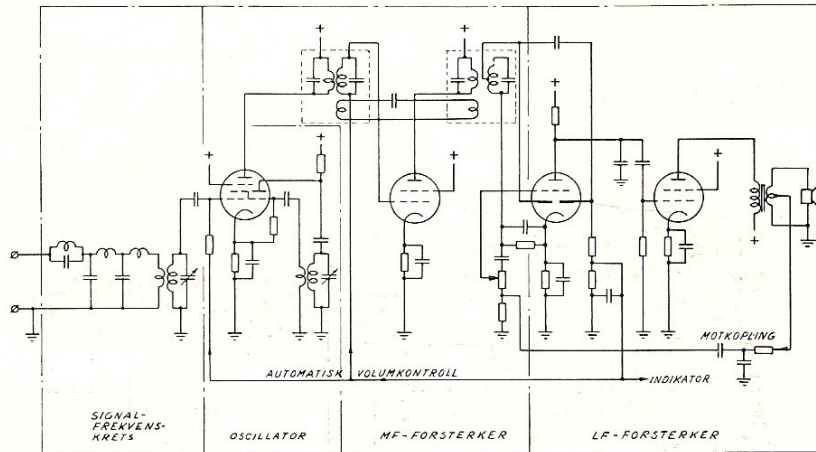 MOTKOPLING
AUTOMATISK VOLUMKONTROLL
INDIKATOR
SIGNAL-
FREKVENS-
KRETS
OSCILLATOR
MF-FORSTERKER
LF-FORSTERKER